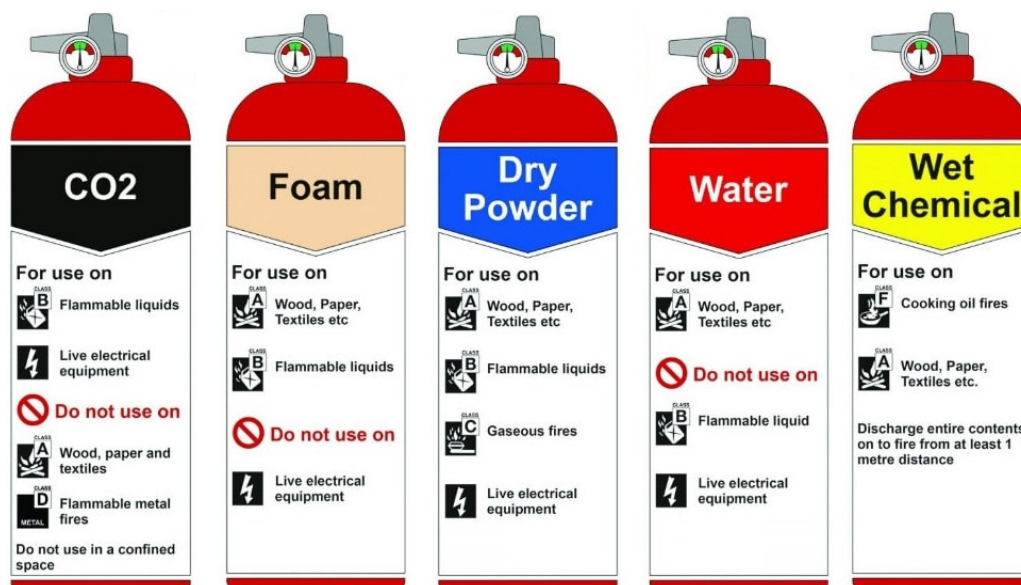 CO2
For use on
CLASS
B
Flammable liquids
Live electrical
equipment
Do not use on
CLASS
A
Wood, paper and
textiles
CLASS
D
METAL
Flammable metal
fires
Do not use in a confined
space
Foam
For use on
CLASS
A
Wood, Paper,
Textiles etc
CLASS
B
Flammable liquids
Do not use on
Live electrical
equipment
Dry
Powder
For use on
CLASS
A
Wood, Paper,
Textiles etc
CLASS
B
Flammable liquids
CLASS
C
Gaseous fires
Live electrical
equipment
Water
For use on
CLASS
A
Wood, Paper,
Textiles etc
Do not use on
CLASS
B
Flammable liquid
Live electrical
equipment
Wet
Chemical
For use on
CLASS
F
Cooking oil fires
CLASS
A
Wood, Paper,
Textiles etc.
Discharge entire contents
on to fire from at least 1
metre distance